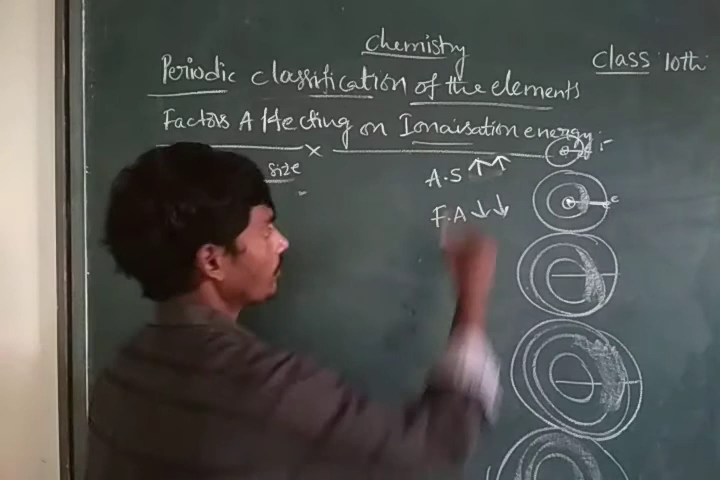 Chemistry
Class 10th
Periodic classification of the elements
Factors Affecting on Ionaisation energy:-
size
A.S ↑↑
F.A ↓↓
e